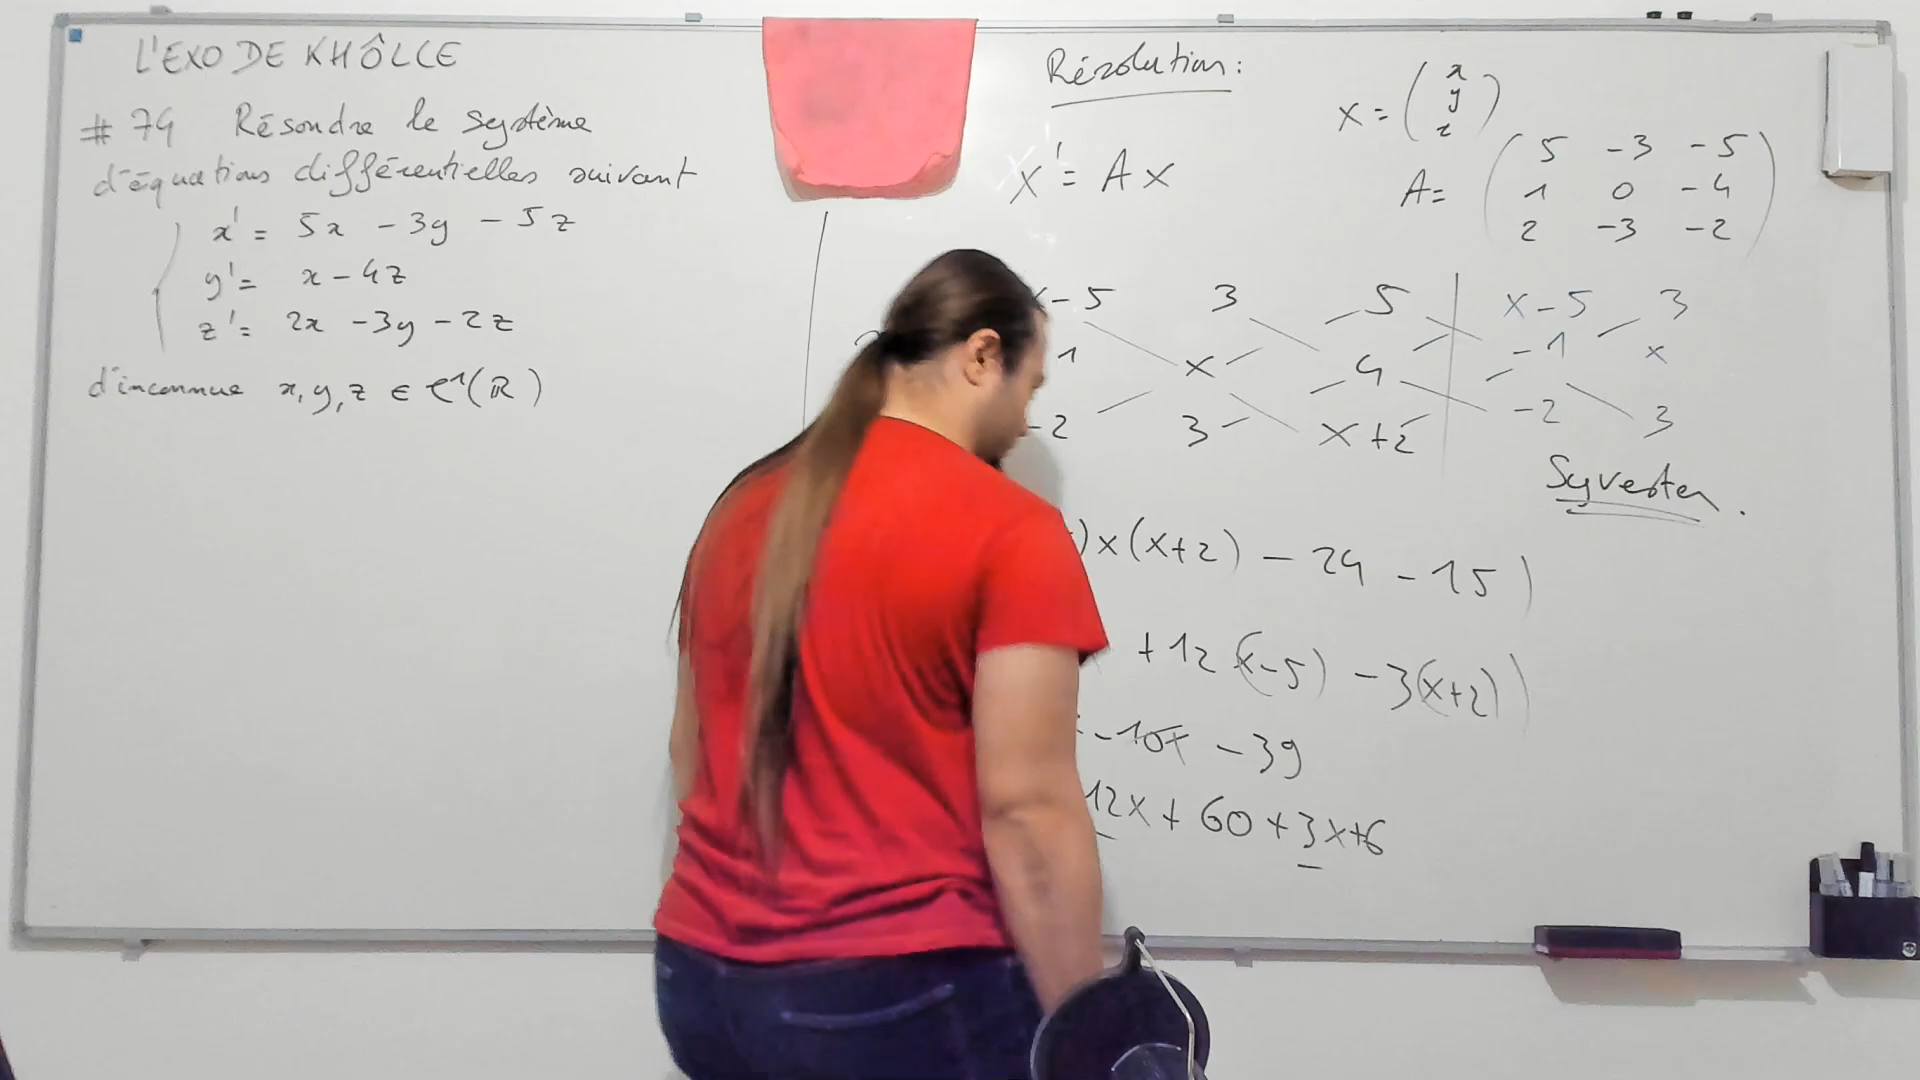 L'EXO DE KHÔLLE
# 74 Résoudre le système
d'équations différentielles suivant
x' = 5x - 3y - 5z
y' = x - 4z
z' = 2x - 3y - 2z
d'inconnue x, y, z ∈ C¹(ℝ)
Résolution :
X = ( x y z )
X' = A X
A = ( 5 -3 -5
1 0 -4
2 -3 -2 )
X-5 3 5 | X-5 3
-1 X 4 | -1 X
-2 3 X+2 | -2 3
Sylvester.
) X (X+2) - 24 - 15 )
+12 (X-5) - 3(X+2) )
-10X - 39
12X + 60 + 3X+6